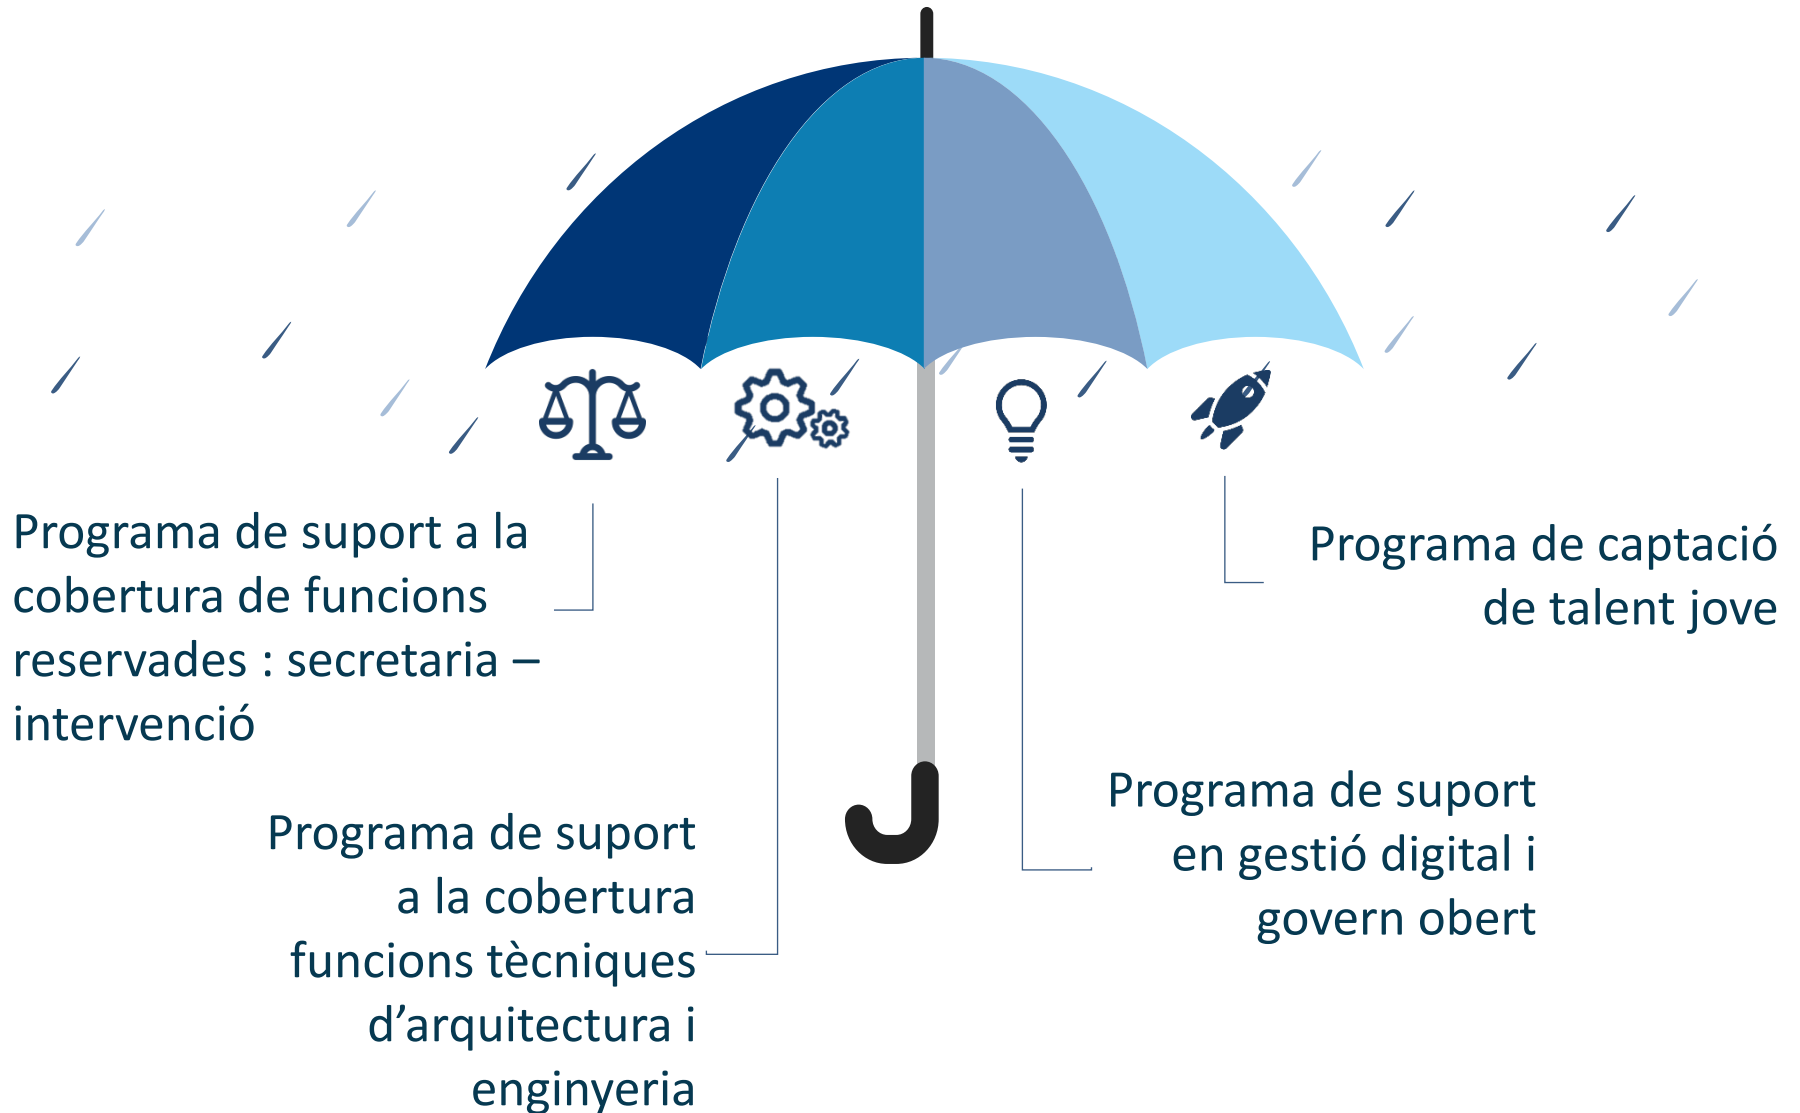 Programa de suport a la
cobertura de funcions
reservades : secretaria –
intervenció
Programa de suport
a la cobertura
funcions tècniques
d’arquitectura i
enginyeria
Programa de suport
en gestió digital i
govern obert
Programa de captació
de talent jove